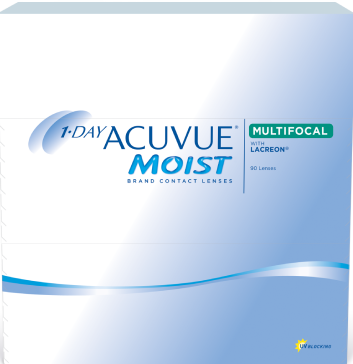 1·DAY ACUVUE®
MOIST
BRAND CONTACT LENSES
MULTIFOCAL
WITH
LACREON®
90 Lenses
UV BLOCKING